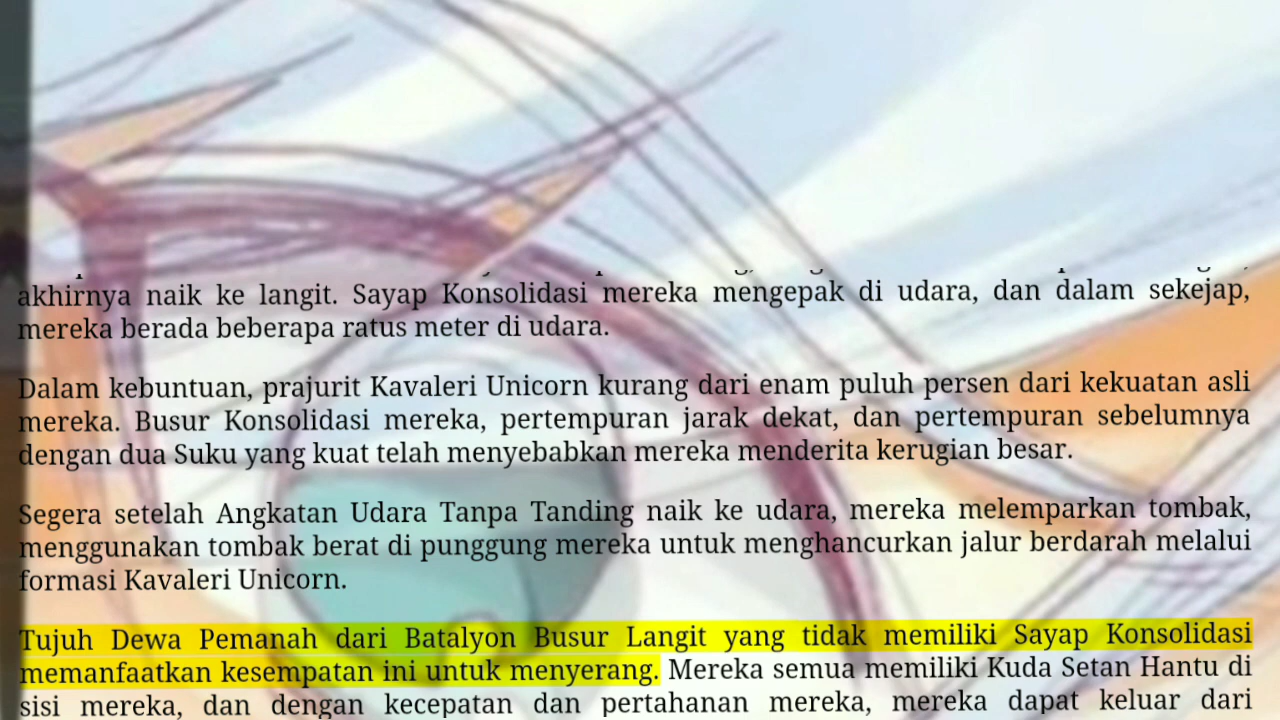 akhirnya naik ke langit. Sayap Konsolidasi mereka mengepak di udara, dan dalam sekejap,
mereka berada beberapa ratus meter di udara.
Dalam kebuntuan, prajurit Kavaleri Unicorn kurang dari enam puluh persen dari kekuatan asli
mereka. Busur Konsolidasi mereka, pertempuran jarak dekat, dan pertempuran sebelumnya
dengan dua Suku yang kuat telah menyebabkan mereka menderita kerugian besar.
Segera setelah Angkatan Udara Tanpa Tanding naik ke udara, mereka melemparkan tombak,
menggunakan tombak berat di punggung mereka untuk menghancurkan jalur berdarah melalui
formasi Kavaleri Unicorn.
Tujuh Dewa Pemanah dari Batalyon Busur Langit yang tidak memiliki Sayap Konsolidasi
memanfaatkan kesempatan ini untuk menyerang. Mereka semua memiliki Kuda Setan Hantu di
sisi mereka, dan dengan kecepatan dan pertahanan mereka, mereka dapat keluar dari